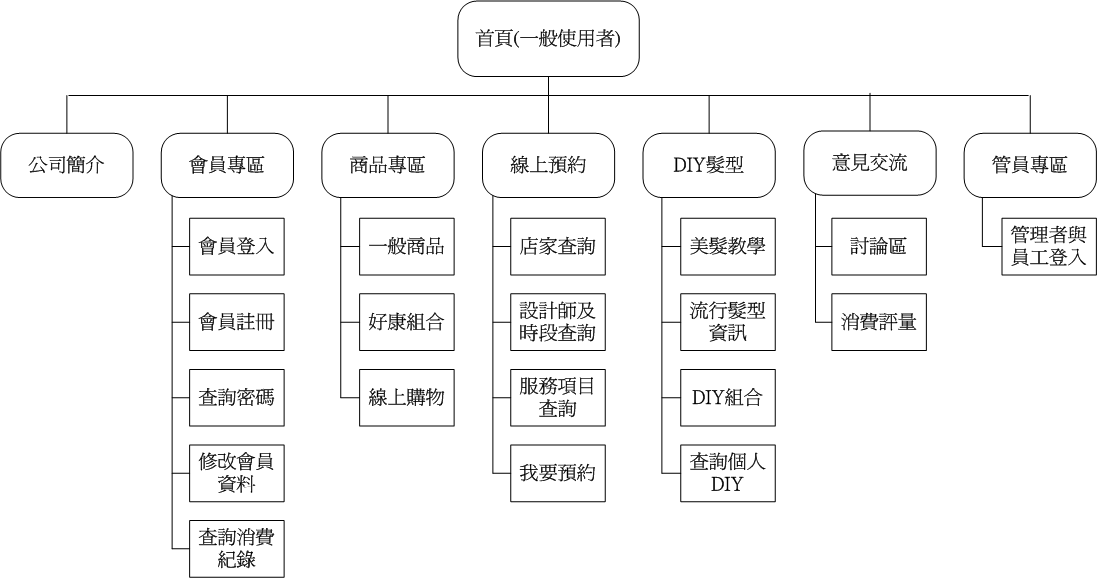 首頁(一般使用者)
公司簡介
會員專區
商品專區
線上預約
DIY髮型
意見交流
管員專區
會員登入
會員註冊
查詢密碼
修改會員
資料
查詢消費
紀錄
一般商品
好康組合
線上購物
店家查詢
設計師及
時段查詢
服務項目
查詢
我要預約
美髮教學
流行髮型
資訊
DIY組合
查詢個人
DIY
討論區
消費評量
管理者與
員工登入